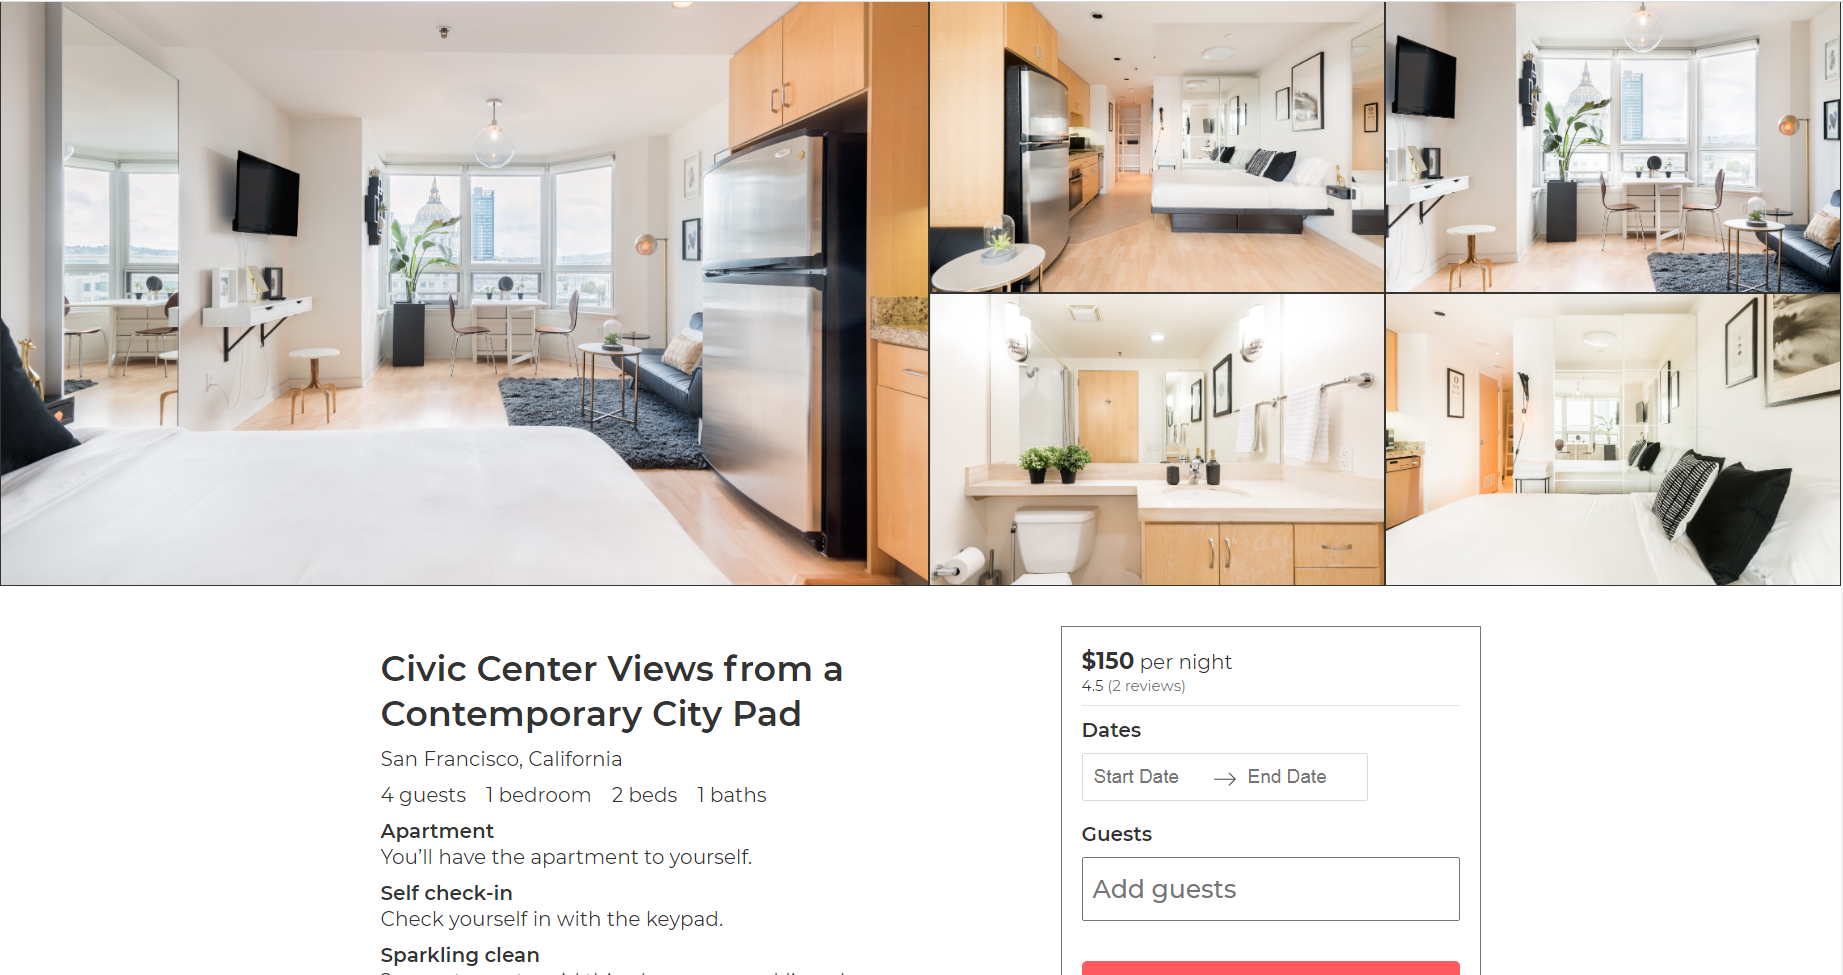 Civic Center Views from a
Contemporary City Pad
San Francisco, California
4 guests 1 bedroom 2 beds 1 baths
Apartment
You'll have the apartment to yourself.
Self check-in
Check yourself in with the keypad.
Sparkling clean
$150 per night
4.5 (2 reviews)
Dates
Start Date → End Date
Guests
Add guests